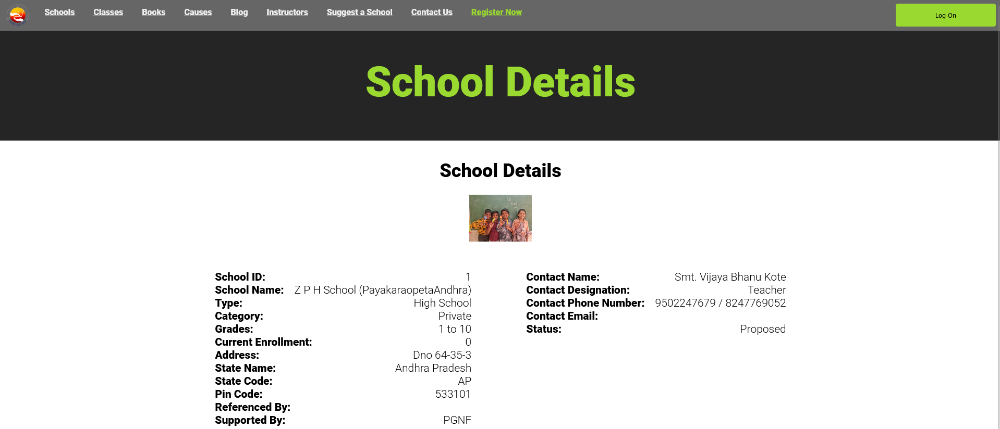 Schools Classes Books Causes Blog Instructors Suggest a School Contact Us Register Now Log On
School Details
School Details
No
Bag
School ID: 1
School Name: Z P H School (PayakaraopetaAndhra)
Type: High School
Category: Private
Grades: 1 to 10
Current Enrollment: 0
Address: Dno 64-35-3
State Name: Andhra Pradesh
State Code: AP
Pin Code: 533101
Referenced By:
Supported By: PGNF
Contact Name: Smt. Vijaya Bhanu Kote
Contact Designation: Teacher
Contact Phone Number: 9502247679 / 8247769052
Contact Email:
Status: Proposed